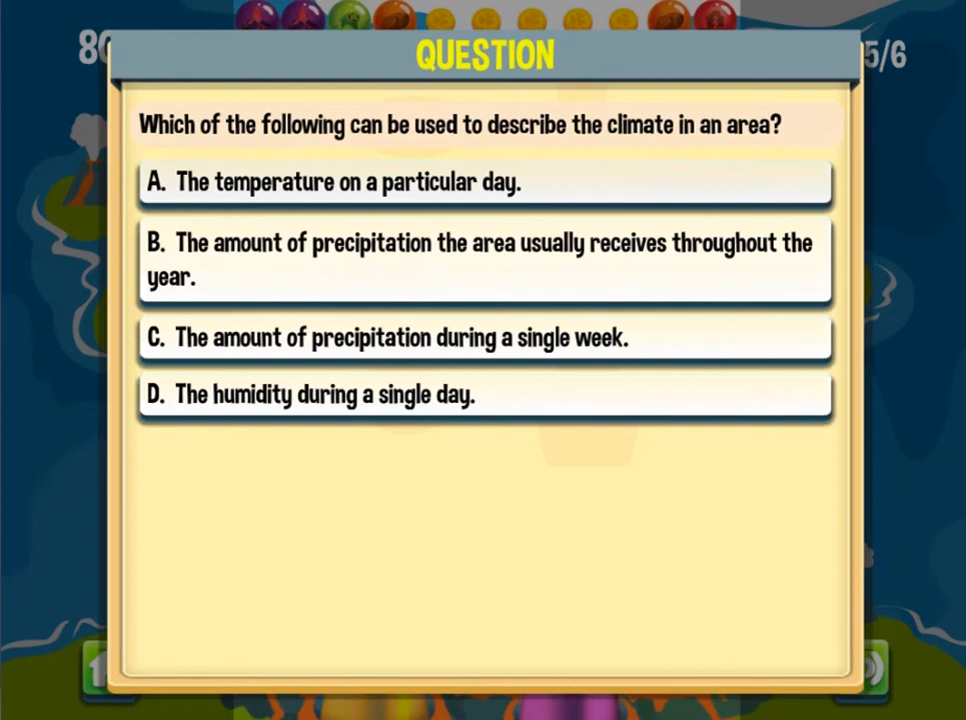 QUESTION
5/6
Which of the following can be used to describe the climate in an area?
A. The temperature on a particular day.
B. The amount of precipitation the area usually receives throughout the
year.
C. The amount of precipitation during a single week.
D. The humidity during a single day.